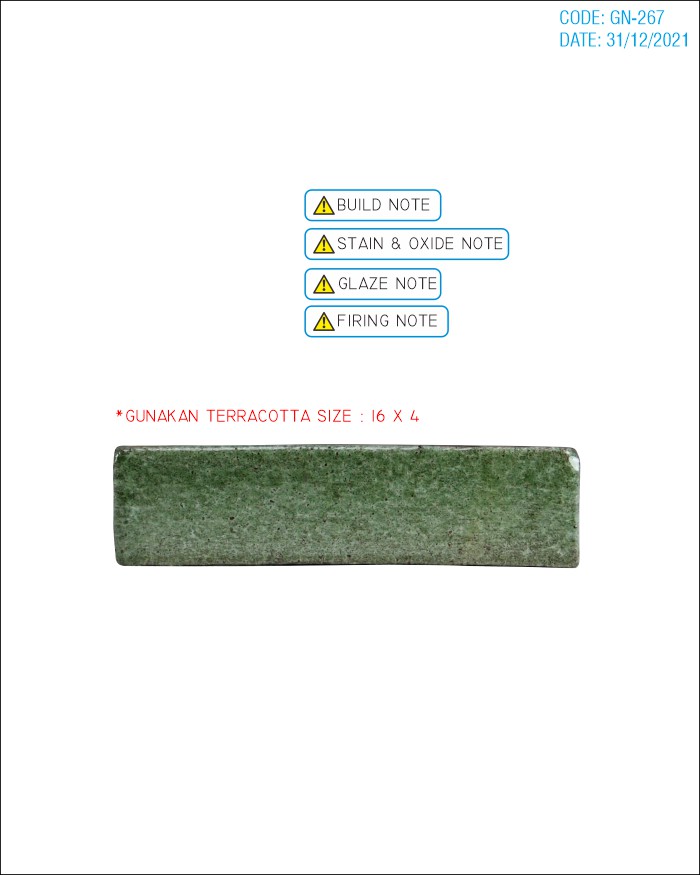 CODE: GN-267
DATE: 31/12/2021
BUILD NOTE
STAIN & OXIDE NOTE
GLAZE NOTE
FIRING NOTE
*GUNAKAN TERRACOTTA SIZE : 16 X 4